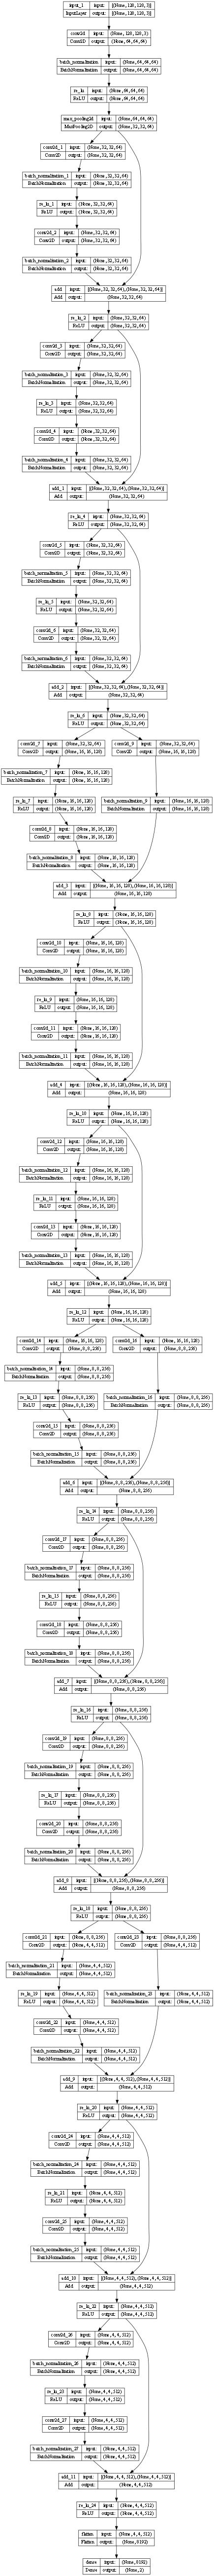 input_1 input: [(None, 128, 128, 3)]
InputLayer output: [(None, 128, 128, 3)]
conv2d input: (None, 128, 128, 3)
Conv2D output: (None, 64, 64, 64)
batch_normalization input: (None, 64, 64, 64)
BatchNormalization output: (None, 64, 64, 64)
re_lu input: (None, 64, 64, 64)
ReLU output: (None, 64, 64, 64)
max_pooling2d input: (None, 64, 64, 64)
MaxPooling2D output: (None, 32, 32, 64)
conv2d_1 input: (None, 32, 32, 64)
Conv2D output: (None, 32, 32, 64)
batch_normalization_1 input: (None, 32, 32, 64)
BatchNormalization output: (None, 32, 32, 64)
re_lu_1 input: (None, 32, 32, 64)
ReLU output: (None, 32, 32, 64)
conv2d_2 input: (None, 32, 32, 64)
Conv2D output: (None, 32, 32, 64)
batch_normalization_2 input: (None, 32, 32, 64)
BatchNormalization output: (None, 32, 32, 64)
add input: [(None, 32, 32, 64), (None, 32, 32, 64)]
Add output: (None, 32, 32, 64)
re_lu_2 input: (None, 32, 32, 64)
ReLU output: (None, 32, 32, 64)
conv2d_3 input: (None, 32, 32, 64)
Conv2D output: (None, 32, 32, 64)
batch_normalization_3 input: (None, 32, 32, 64)
BatchNormalization output: (None, 32, 32, 64)
re_lu_3 input: (None, 32, 32, 64)
ReLU output: (None, 32, 32, 64)
conv2d_4 input: (None, 32, 32, 64)
Conv2D output: (None, 32, 32, 64)
batch_normalization_4 input: (None, 32, 32, 64)
BatchNormalization output: (None, 32, 32, 64)
add_1 input: [(None, 32, 32, 64), (None, 32, 32, 64)]
Add output: (None, 32, 32, 64)
re_lu_4 input: (None, 32, 32, 64)
ReLU output: (None, 32, 32, 64)
conv2d_5 input: (None, 32, 32, 64)
Conv2D output: (None, 32, 32, 64)
batch_normalization_5 input: (None, 32, 32, 64)
BatchNormalization output: (None, 32, 32, 64)
re_lu_5 input: (None, 32, 32, 64)
ReLU output: (None, 32, 32, 64)
conv2d_6 input: (None, 32, 32, 64)
Conv2D output: (None, 32, 32, 64)
batch_normalization_6 input: (None, 32, 32, 64)
BatchNormalization output: (None, 32, 32, 64)
add_2 input: [(None, 32, 32, 64), (None, 32, 32, 64)]
Add output: (None, 32, 32, 64)
re_lu_6 input: (None, 32, 32, 64)
ReLU output: (None, 32, 32, 64)
conv2d_7 input: (None, 32, 32, 64)
Conv2D output: (None, 16, 16, 128)
conv2d_9 input: (None, 32, 32, 64)
Conv2D output: (None, 16, 16, 128)
batch_normalization_7 input: (None, 16, 16, 128)
BatchNormalization output: (None, 16, 16, 128)
re_lu_7 input: (None, 16, 16, 128)
ReLU output: (None, 16, 16, 128)
batch_normalization_9 input: (None, 16, 16, 128)
BatchNormalization output: (None, 16, 16, 128)
conv2d_8 input: (None, 16, 16, 128)
Conv2D output: (None, 16, 16, 128)
batch_normalization_8 input: (None, 16, 16, 128)
BatchNormalization output: (None, 16, 16, 128)
add_3 input: [(None, 16, 16, 128), (None, 16, 16, 128)]
Add output: (None, 16, 16, 128)
re_lu_8 input: (None, 16, 16, 128)
ReLU output: (None, 16, 16, 128)
conv2d_10 input: (None, 16, 16, 128)
Conv2D output: (None, 16, 16, 128)
batch_normalization_10 input: (None, 16, 16, 128)
BatchNormalization output: (None, 16, 16, 128)
re_lu_9 input: (None, 16, 16, 128)
ReLU output: (None, 16, 16, 128)
conv2d_11 input: (None, 16, 16, 128)
Conv2D output: (None, 16, 16, 128)
batch_normalization_11 input: (None, 16, 16, 128)
BatchNormalization output: (None, 16, 16, 128)
add_4 input: [(None, 16, 16, 128), (None, 16, 16, 128)]
Add output: (None, 16, 16, 128)
re_lu_10 input: (None, 16, 16, 128)
ReLU output: (None, 16, 16, 128)
conv2d_12 input: (None, 16, 16, 128)
Conv2D output: (None, 16, 16, 128)
batch_normalization_12 input: (None, 16, 16, 128)
BatchNormalization output: (None, 16, 16, 128)
re_lu_11 input: (None, 16, 16, 128)
ReLU output: (None, 16, 16, 128)
conv2d_13 input: (None, 16, 16, 128)
Conv2D output: (None, 16, 16, 128)
batch_normalization_13 input: (None, 16, 16, 128)
BatchNormalization output: (None, 16, 16, 128)
add_5 input: [(None, 16, 16, 128), (None, 16, 16, 128)]
Add output: (None, 16, 16, 128)
re_lu_12 input: (None, 16, 16, 128)
ReLU output: (None, 16, 16, 128)
conv2d_14 input: (None, 16, 16, 128)
Conv2D output: (None, 8, 8, 256)
conv2d_16 input: (None, 16, 16, 128)
Conv2D output: (None, 8, 8, 256)
batch_normalization_14 input: (None, 8, 8, 256)
BatchNormalization output: (None, 8, 8, 256)
re_lu_13 input: (None, 8, 8, 256)
ReLU output: (None, 8, 8, 256)
batch_normalization_16 input: (None, 8, 8, 256)
BatchNormalization output: (None, 8, 8, 256)
conv2d_15 input: (None, 8, 8, 256)
Conv2D output: (None, 8, 8, 256)
batch_normalization_15 input: (None, 8, 8, 256)
BatchNormalization output: (None, 8, 8, 256)
add_6 input: [(None, 8, 8, 256), (None, 8, 8, 256)]
Add output: (None, 8, 8, 256)
re_lu_14 input: (None, 8, 8, 256)
ReLU output: (None, 8, 8, 256)
conv2d_17 input: (None, 8, 8, 256)
Conv2D output: (None, 8, 8, 256)
batch_normalization_17 input: (None, 8, 8, 256)
BatchNormalization output: (None, 8, 8, 256)
re_lu_15 input: (None, 8, 8, 256)
ReLU output: (None, 8, 8, 256)
conv2d_18 input: (None, 8, 8, 256)
Conv2D output: (None, 8, 8, 256)
batch_normalization_18 input: (None, 8, 8, 256)
BatchNormalization output: (None, 8, 8, 256)
add_7 input: [(None, 8, 8, 256), (None, 8, 8, 256)]
Add output: (None, 8, 8, 256)
re_lu_16 input: (None, 8, 8, 256)
ReLU output: (None, 8, 8, 256)
conv2d_19 input: (None, 8, 8, 256)
Conv2D output: (None, 8, 8, 256)
batch_normalization_19 input: (None, 8, 8, 256)
BatchNormalization output: (None, 8, 8, 256)
re_lu_17 input: (None, 8, 8, 256)
ReLU output: (None, 8, 8, 256)
conv2d_20 input: (None, 8, 8, 256)
Conv2D output: (None, 8, 8, 256)
batch_normalization_20 input: (None, 8, 8, 256)
BatchNormalization output: (None, 8, 8, 256)
add_8 input: [(None, 8, 8, 256), (None, 8, 8, 256)]
Add output: (None, 8, 8, 256)
re_lu_18 input: (None, 8, 8, 256)
ReLU output: (None, 8, 8, 256)
conv2d_21 input: (None, 8, 8, 256)
Conv2D output: (None, 4, 4, 512)
conv2d_23 input: (None, 8, 8, 256)
Conv2D output: (None, 4, 4, 512)
batch_normalization_21 input: (None, 4, 4, 512)
BatchNormalization output: (None, 4, 4, 512)
re_lu_19 input: (None, 4, 4, 512)
ReLU output: (None, 4, 4, 512)
batch_normalization_23 input: (None, 4, 4, 512)
BatchNormalization output: (None, 4, 4, 512)
conv2d_22 input: (None, 4, 4, 512)
Conv2D output: (None, 4, 4, 512)
batch_normalization_22 input: (None, 4, 4, 512)
BatchNormalization output: (None, 4, 4, 512)
add_9 input: [(None, 4, 4, 512), (None, 4, 4, 512)]
Add output: (None, 4, 4, 512)
re_lu_20 input: (None, 4, 4, 512)
ReLU output: (None, 4, 4, 512)
conv2d_24 input: (None, 4, 4, 512)
Conv2D output: (None, 4, 4, 512)
batch_normalization_24 input: (None, 4, 4, 512)
BatchNormalization output: (None, 4, 4, 512)
re_lu_21 input: (None, 4, 4, 512)
ReLU output: (None, 4, 4, 512)
conv2d_25 input: (None, 4, 4, 512)
Conv2D output: (None, 4, 4, 512)
batch_normalization_25 input: (None, 4, 4, 512)
BatchNormalization output: (None, 4, 4, 512)
add_10 input: [(None, 4, 4, 512), (None, 4, 4, 512)]
Add output: (None, 4, 4, 512)
re_lu_22 input: (None, 4, 4, 512)
ReLU output: (None, 4, 4, 512)
conv2d_26 input: (None, 4, 4, 512)
Conv2D output: (None, 4, 4, 512)
batch_normalization_26 input: (None, 4, 4, 512)
BatchNormalization output: (None, 4, 4, 512)
re_lu_23 input: (None, 4, 4, 512)
ReLU output: (None, 4, 4, 512)
conv2d_27 input: (None, 4, 4, 512)
Conv2D output: (None, 4, 4, 512)
batch_normalization_27 input: (None, 4, 4, 512)
BatchNormalization output: (None, 4, 4, 512)
add_11 input: [(None, 4, 4, 512), (None, 4, 4, 512)]
Add output: (None, 4, 4, 512)
re_lu_24 input: (None, 4, 4, 512)
ReLU output: (None, 4, 4, 512)
flatten input: (None, 4, 4, 512)
Flatten output: (None, 8192)
dense input: (None, 8192)
Dense output: (None, 2)